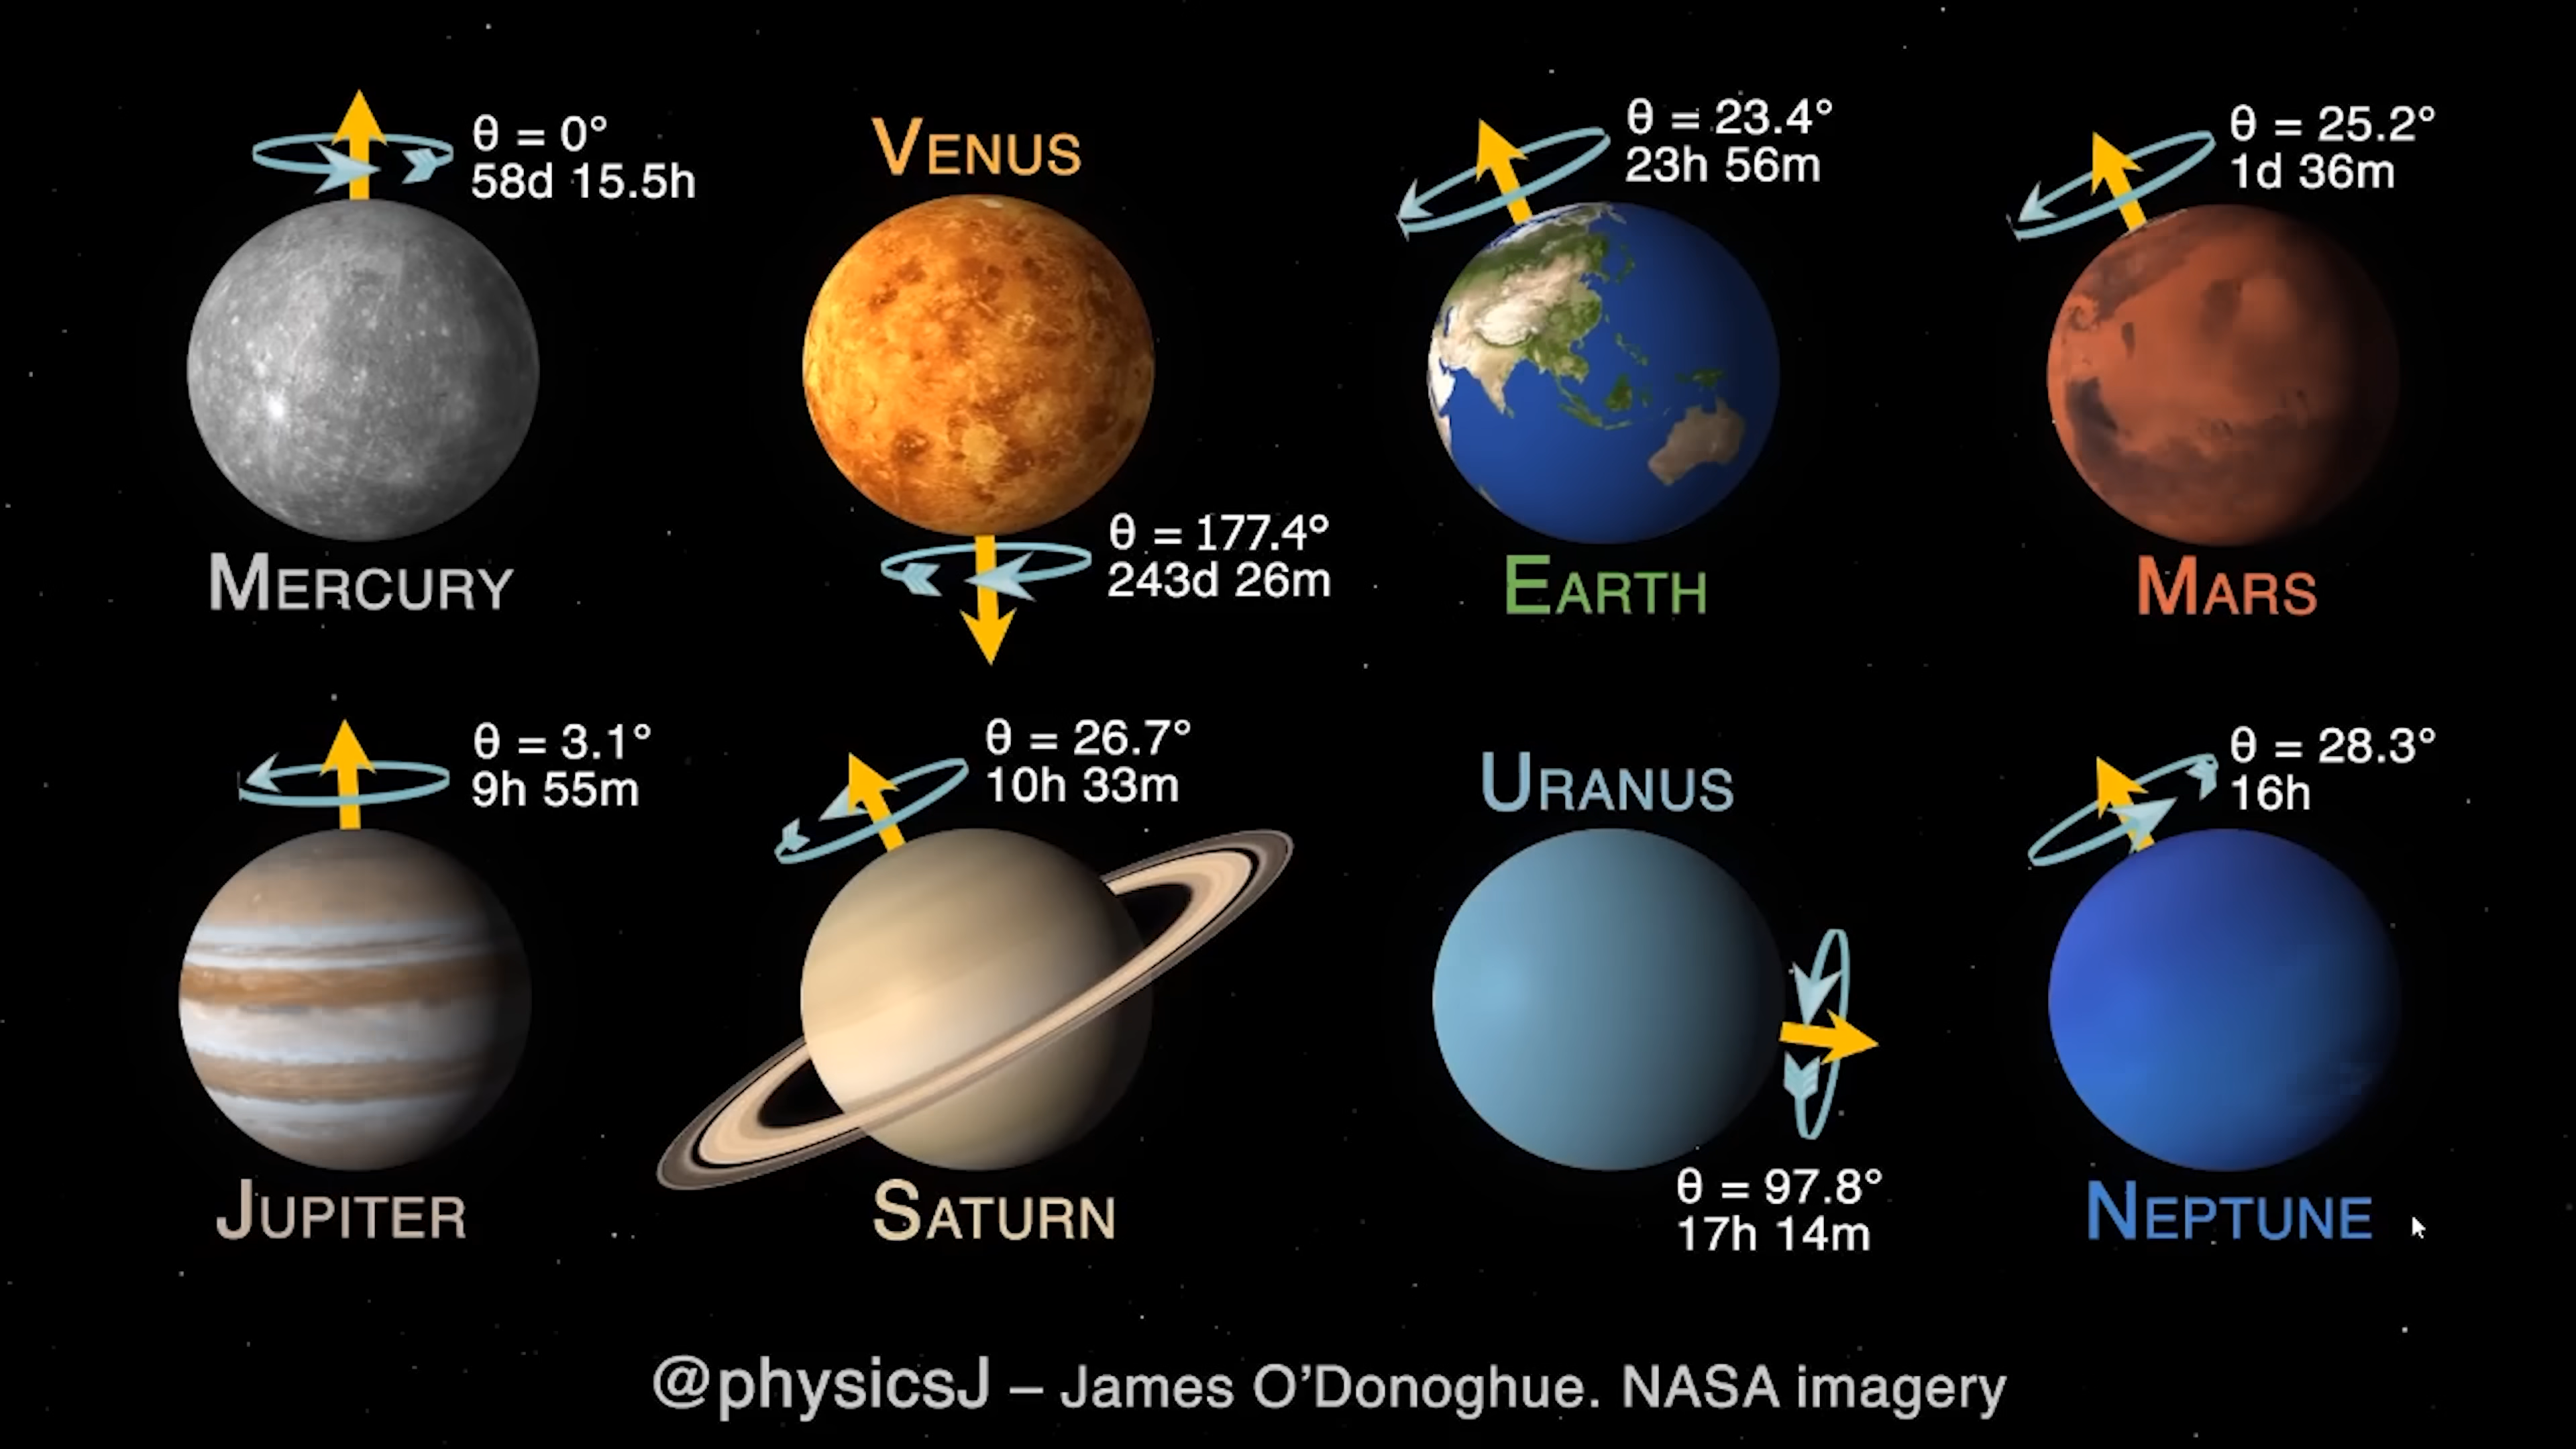 θ = 0°
58d 15.5h
VENUS
θ = 23.4°
23h 56m
θ = 25.2°
1d 36m
MERCURY
θ = 177.4°
243d 26m
EARTH
MARS
θ = 3.1°
9h 55m
θ = 26.7°
10h 33m
URANUS
θ = 28.3°
16h
JUPITER
SATURN
θ = 97.8°
17h 14m
NEPTUNE
@physicsJ – James O’Donoghue. NASA imagery